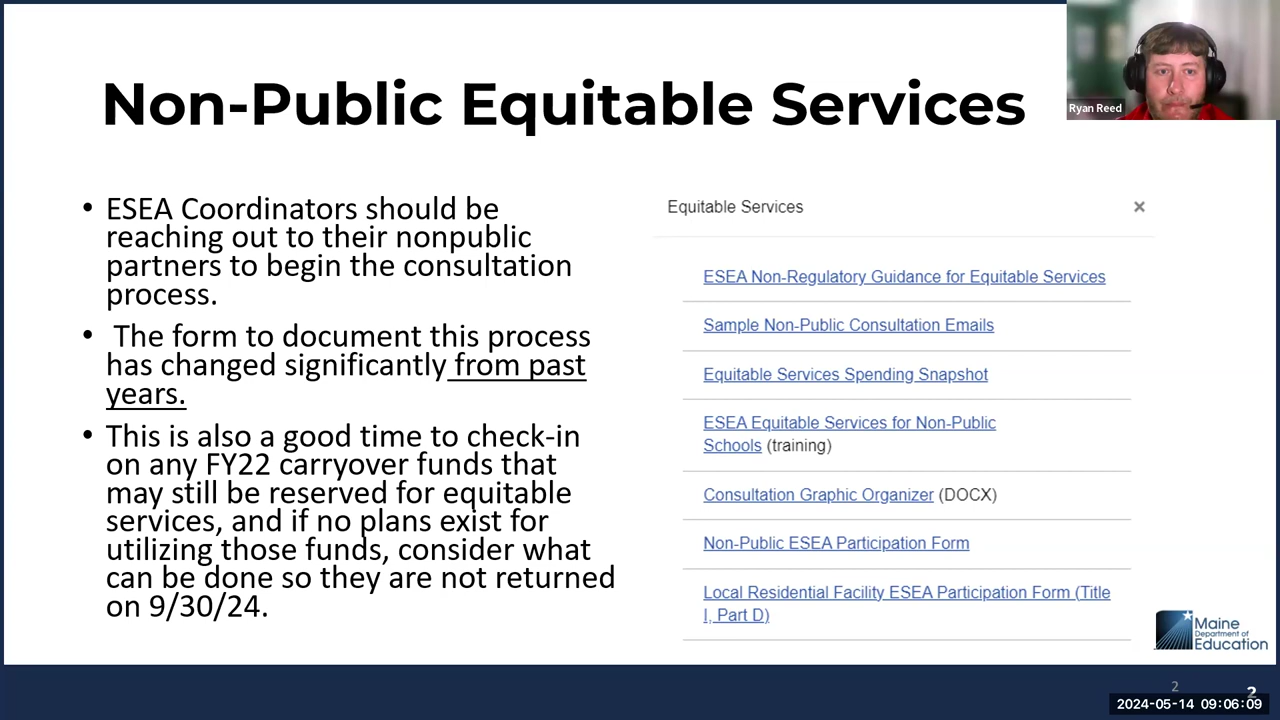 Non-Public Equitable Services
Ryan Reed
• ESEA Coordinators should be
reaching out to their nonpublic
partners to begin the consultation
process.
• The form to document this process
has changed significantly from past
years.
• This is also a good time to check-in
on any FY22 carryover funds that
may still be reserved for equitable
services, and if no plans exist for
utilizing those funds, consider what
can be done so they are not returned
on 9/30/24.
Equitable Services ×
ESEA Non-Regulatory Guidance for Equitable Services
Sample Non-Public Consultation Emails
Equitable Services Spending Snapshot
ESEA Equitable Services for Non-Public
Schools (training)
Consultation Graphic Organizer (DOCX)
Non-Public ESEA Participation Form
Local Residential Facility ESEA Participation Form (Title
I, Part D)
Maine
Department of
Education
2
2
2024-05-14 09:06:09